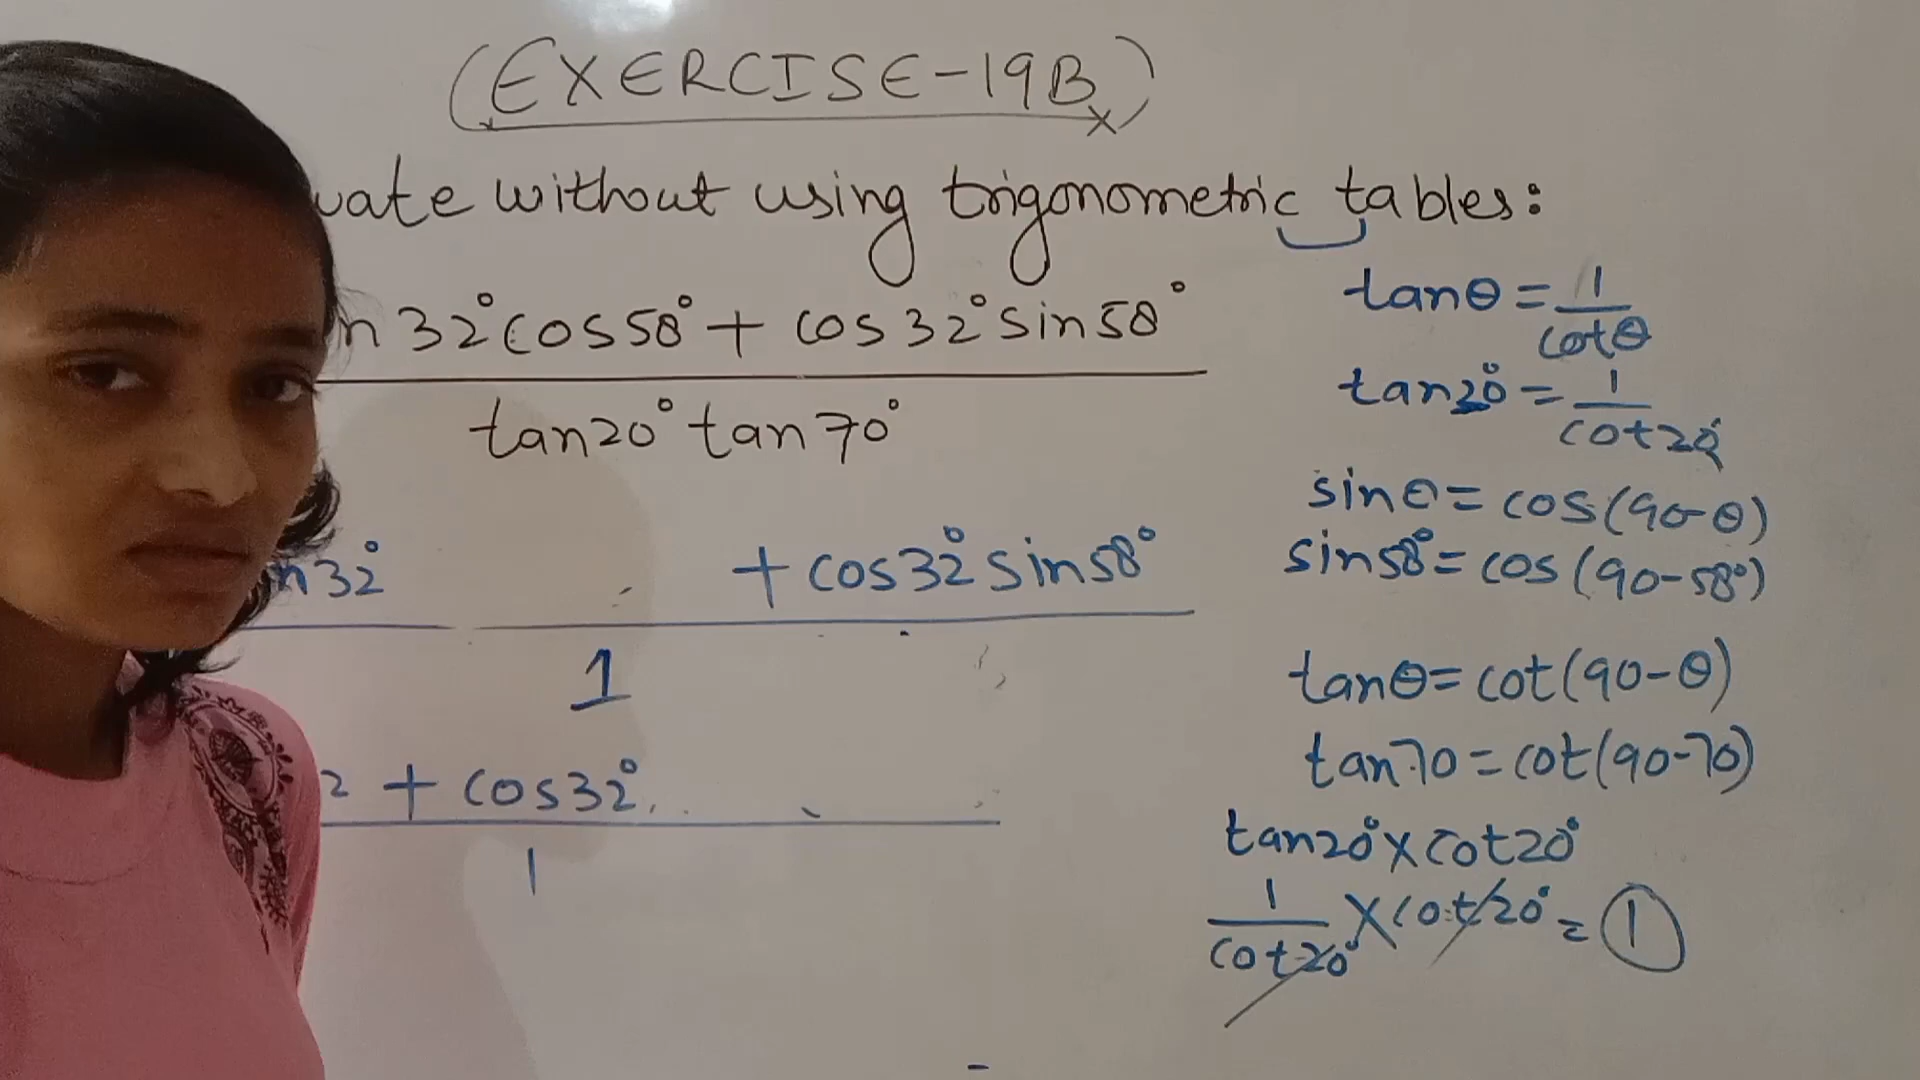 (EXERCISE-19B)
uate without using trigonometric tables:
n 32° cos 58° + cos 32° sin 58°
tan 20° tan 70°
n 32° + cos 32° sin 58°
1
2 + cos 32°
1
tanθ = 1/cotθ
tan 20° = 1/cot 20°
sinθ = cos(90-θ)
sin 58° = cos(90-58°)
tanθ = cot(90-θ)
tan 70 = cot(90-70)
tan 20° × cot 20°
1/cot 20° × cot 20° = 1